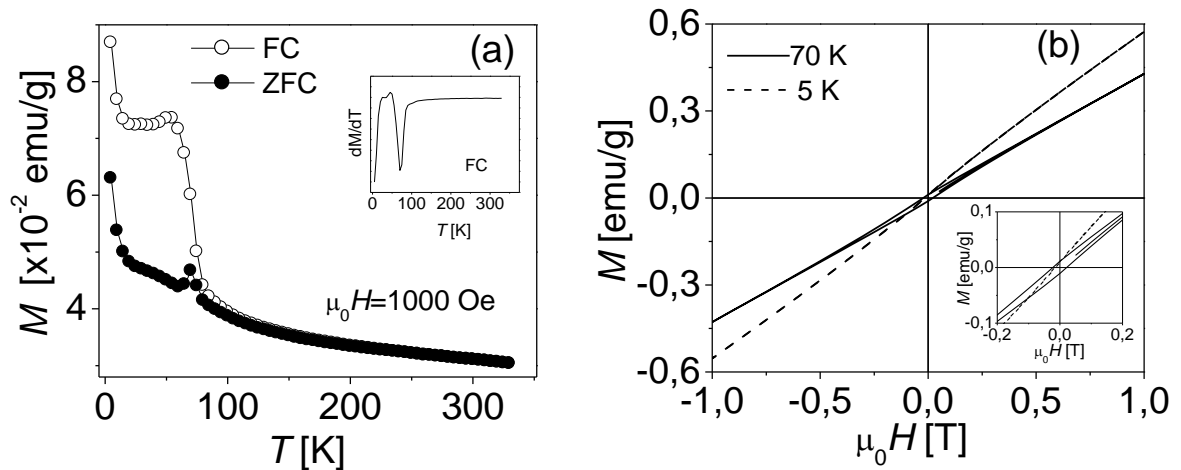 (a)
FC
ZFC
8
6
4
M [x10⁻² emu/g]
0
100
200
300
T [K]
μ₀H=1000 Oe
dM/dT
FC
0
100
200
300
T [K]
(b)
70 K
5 K
0,6
0,3
0,0
-0,3
-0,6
M [emu/g]
-1,0
-0,5
0,0
0,5
1,0
μ₀H [T]
0,1
0,0
-0,1
M [emu/g]
-0,2
0,0
0,2
μ₀H [T]